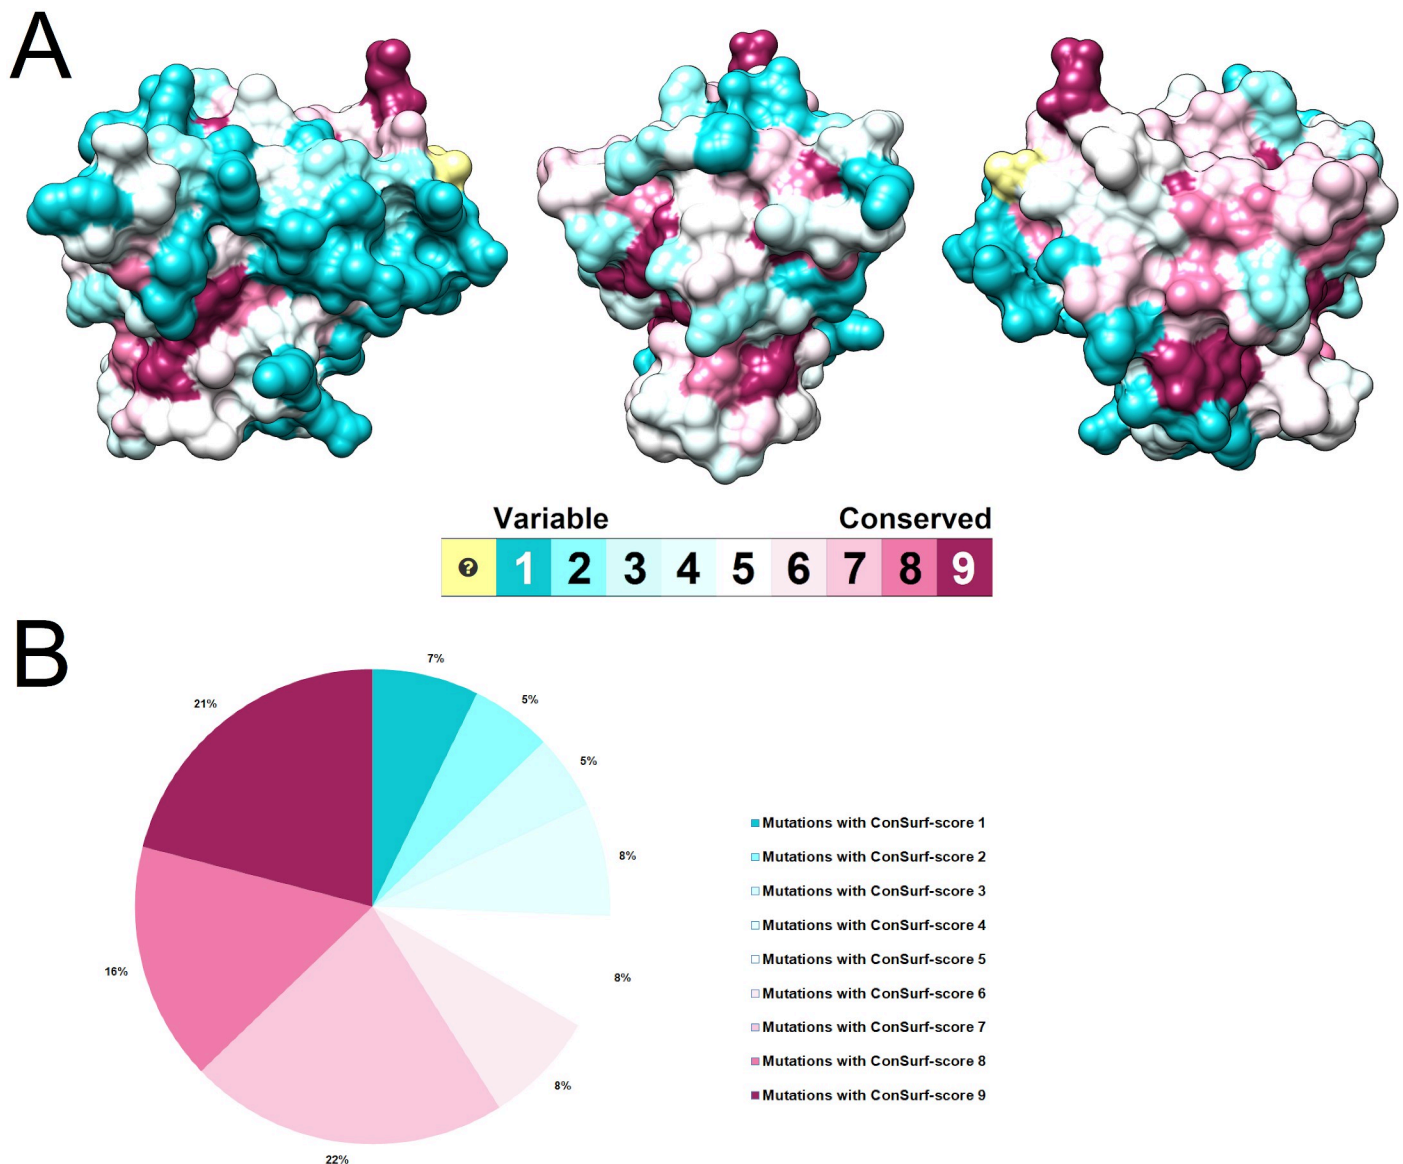 A
Variable Conserved
? 1 2 3 4 5 6 7 8 9
B
7%
5%
5%
8%
8%
8%
22%
16%
21%
Mutations with ConSurf-score 1
Mutations with ConSurf-score 2
Mutations with ConSurf-score 3
Mutations with ConSurf-score 4
Mutations with ConSurf-score 5
Mutations with ConSurf-score 6
Mutations with ConSurf-score 7
Mutations with ConSurf-score 8
Mutations with ConSurf-score 9